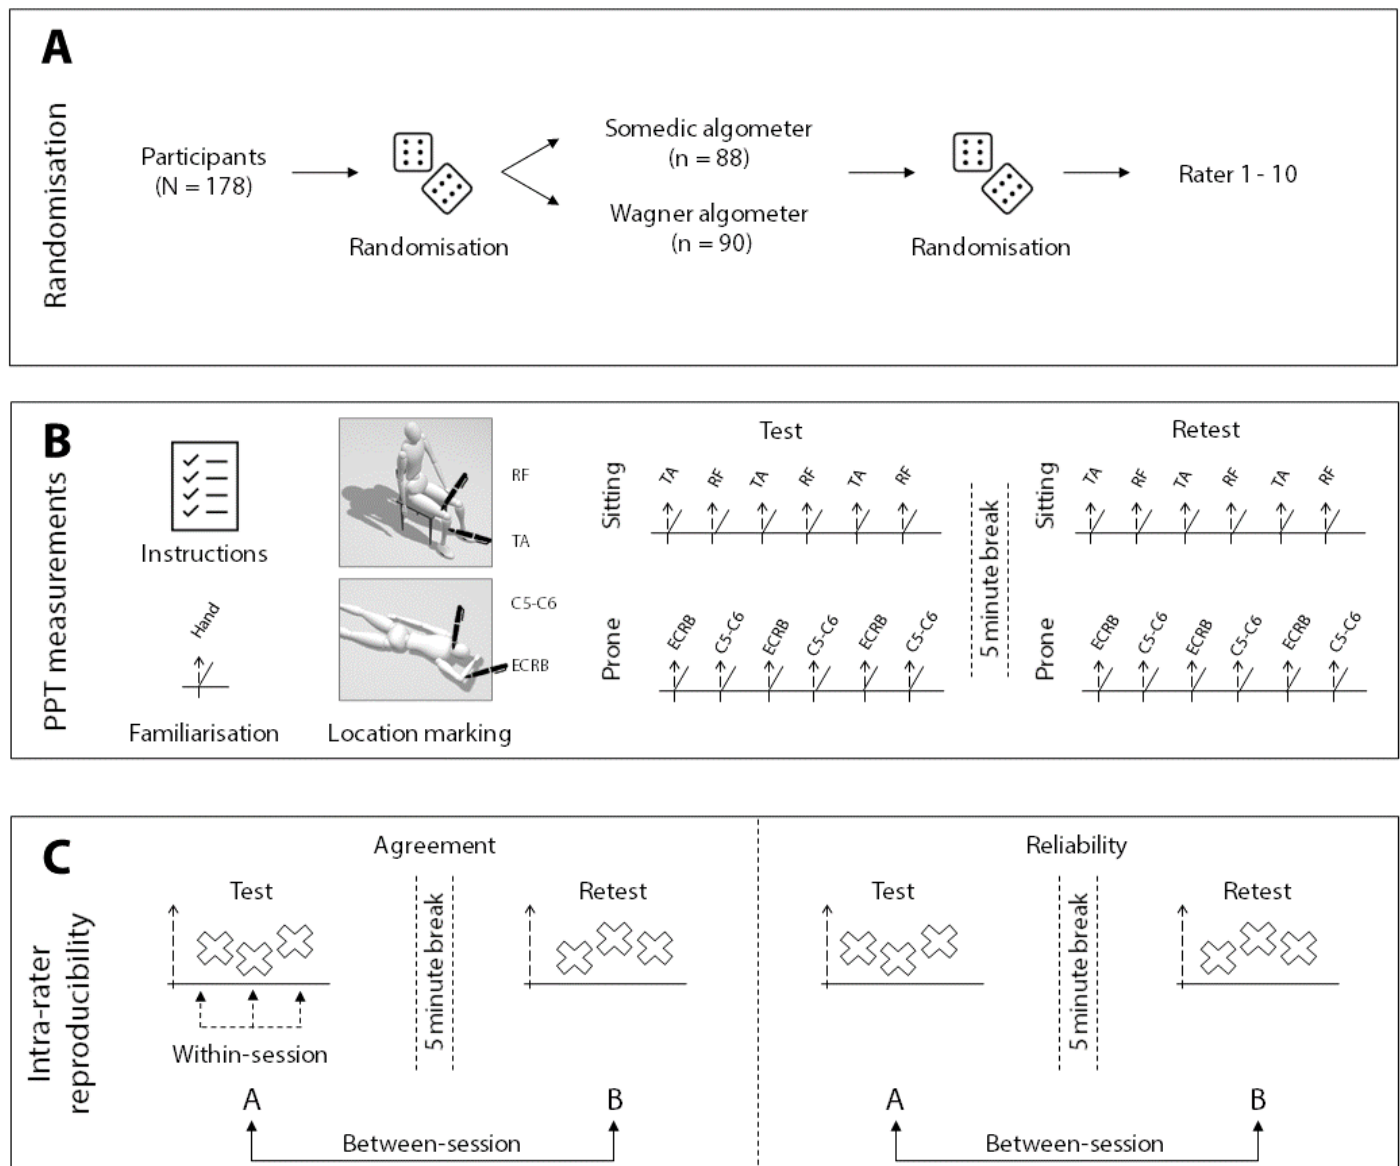 A
Randomisation
Participants
(N = 178)
Randomisation
Somedic algometer
(n = 88)
Wagner algometer
(n = 90)
Randomisation
Rater 1 - 10
B
PPT measurements
Instructions
Hand
Familiarisation
RF
TA
C5-C6
ECRB
Location marking
Test
Sitting
TA RF TA RF TA RF
Prone
ECRB C5-C6 ECRB C5-C6 ECRB C5-C6
5 minute break
Retest
Sitting
TA RF TA RF TA RF
Prone
ECRB C5-C6 ECRB C5-C6 ECRB C5-C6
C
Intra-rater
reproducibility
Agreement
Test
Within-session
5 minute break
Retest
A
B
Between-session
Reliability
Test
5 minute break
Retest
A
B
Between-session